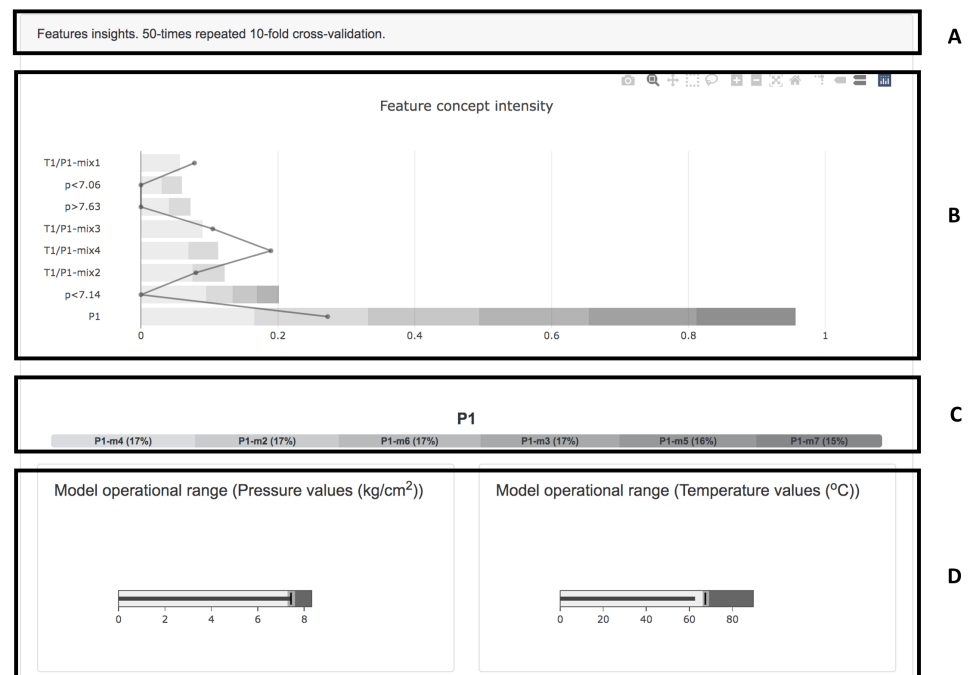 Features insights. 50-times repeated 10-fold cross-validation.
A
Feature concept intensity
T1/P1-mix1
p<7.06
p>7.63
T1/P1-mix3
T1/P1-mix4
T1/P1-mix2
p<7.14
P1
0 0.2 0.4 0.6 0.8 1
B
P1
C
P1-m4 (17%) P1-m2 (17%) P1-m6 (17%) P1-m3 (17%) P1-m5 (16%) P1-m7 (15%)
Model operational range (Pressure values (kg/cm²)) Model operational range (Temperature values (ºC))
D
0 2 4 6 8 0 20 40 60 80